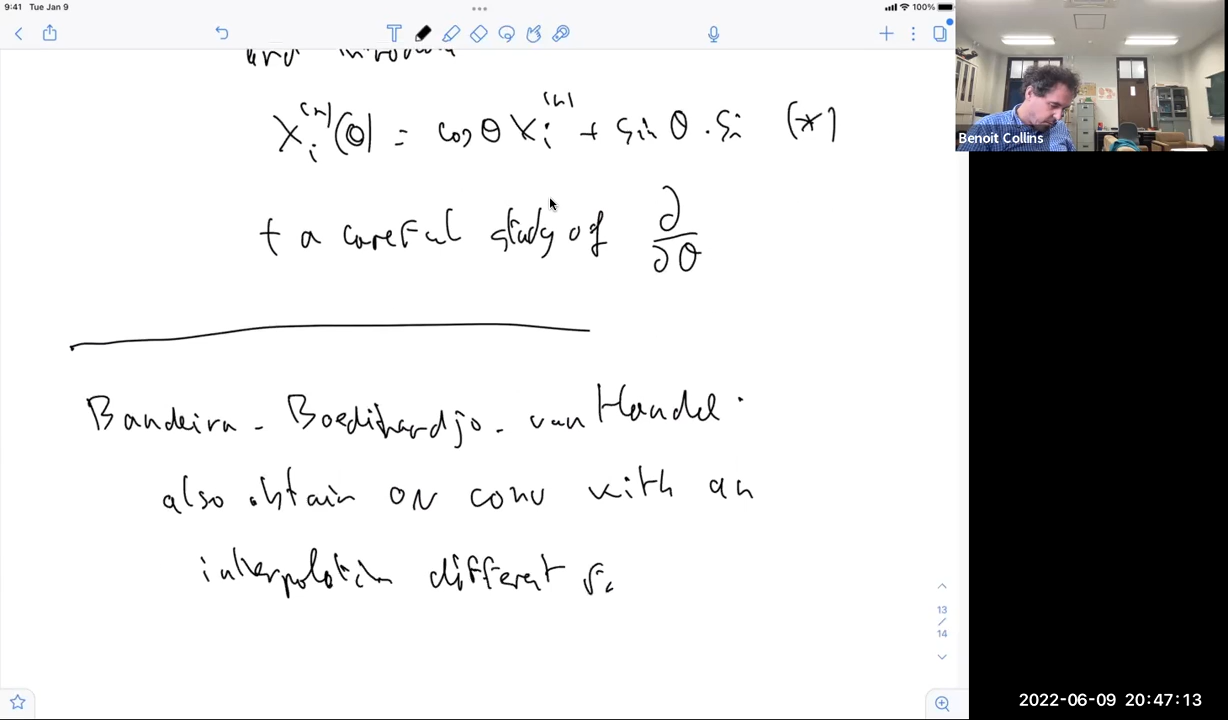 9:41 Tue Jan 9
100%
X_i^{(n)}(θ) = cos θ X_i^{(n)} + sin θ . S_i (*)
+ a careful study of ∂/∂θ
Bandeira - Boedihardjo - van Handel.
also obtain ON conv with an
interpolation different
13
/
14
Benoit Collins
2022-06-09 20:47:13